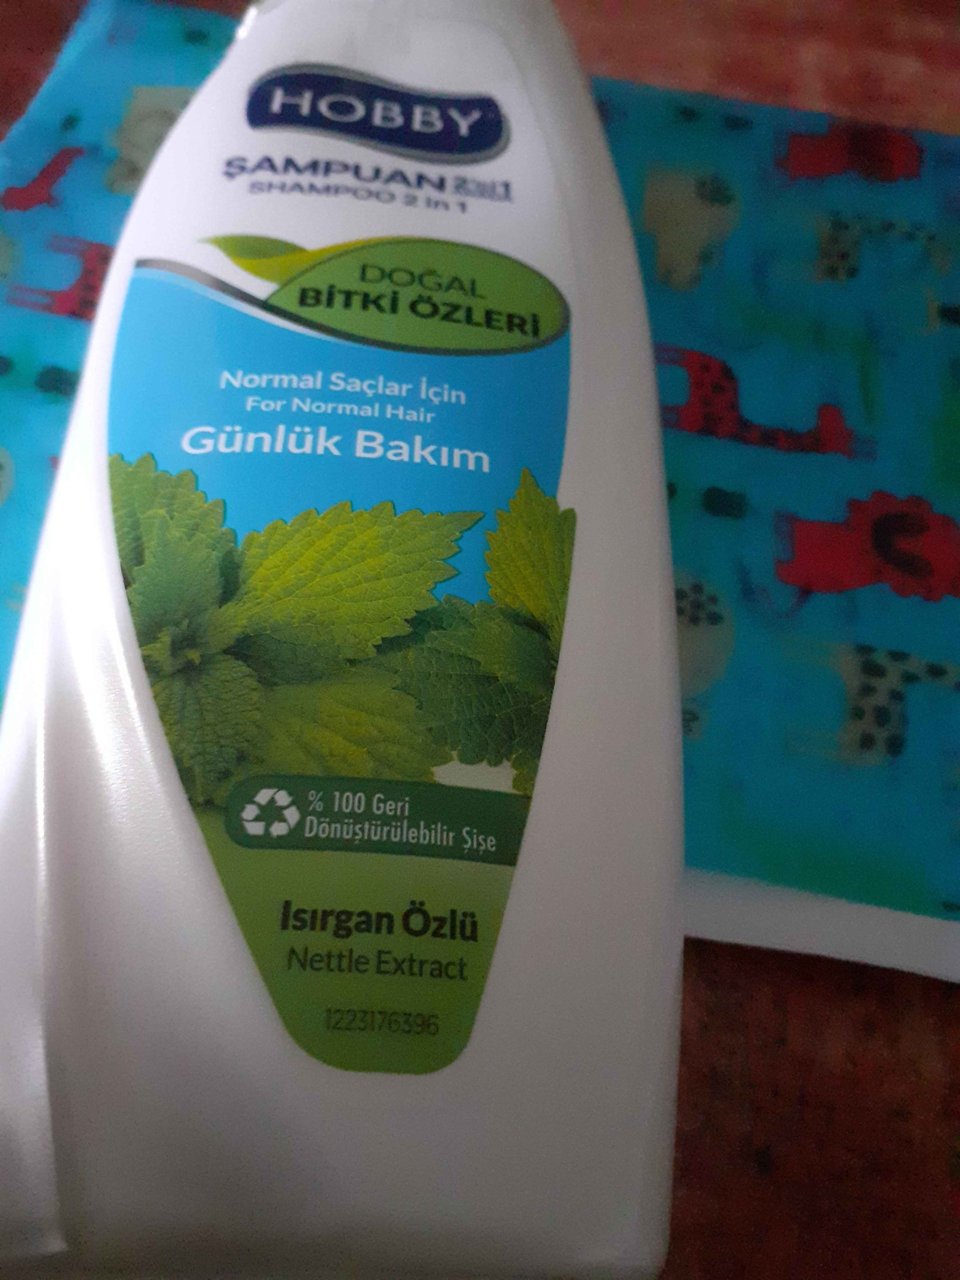 HOBBY
ŞAMPUAN 2si1
SHAMPOO 2 in 1
DOĞAL
BİTKİ ÖZLERİ
Normal Saçlar İçin
For Normal Hair
Günlük Bakım
% 100 Geri
Dönüştürülebilir Şişe
Isırgan Özlü
Nettle Extract
1223176396